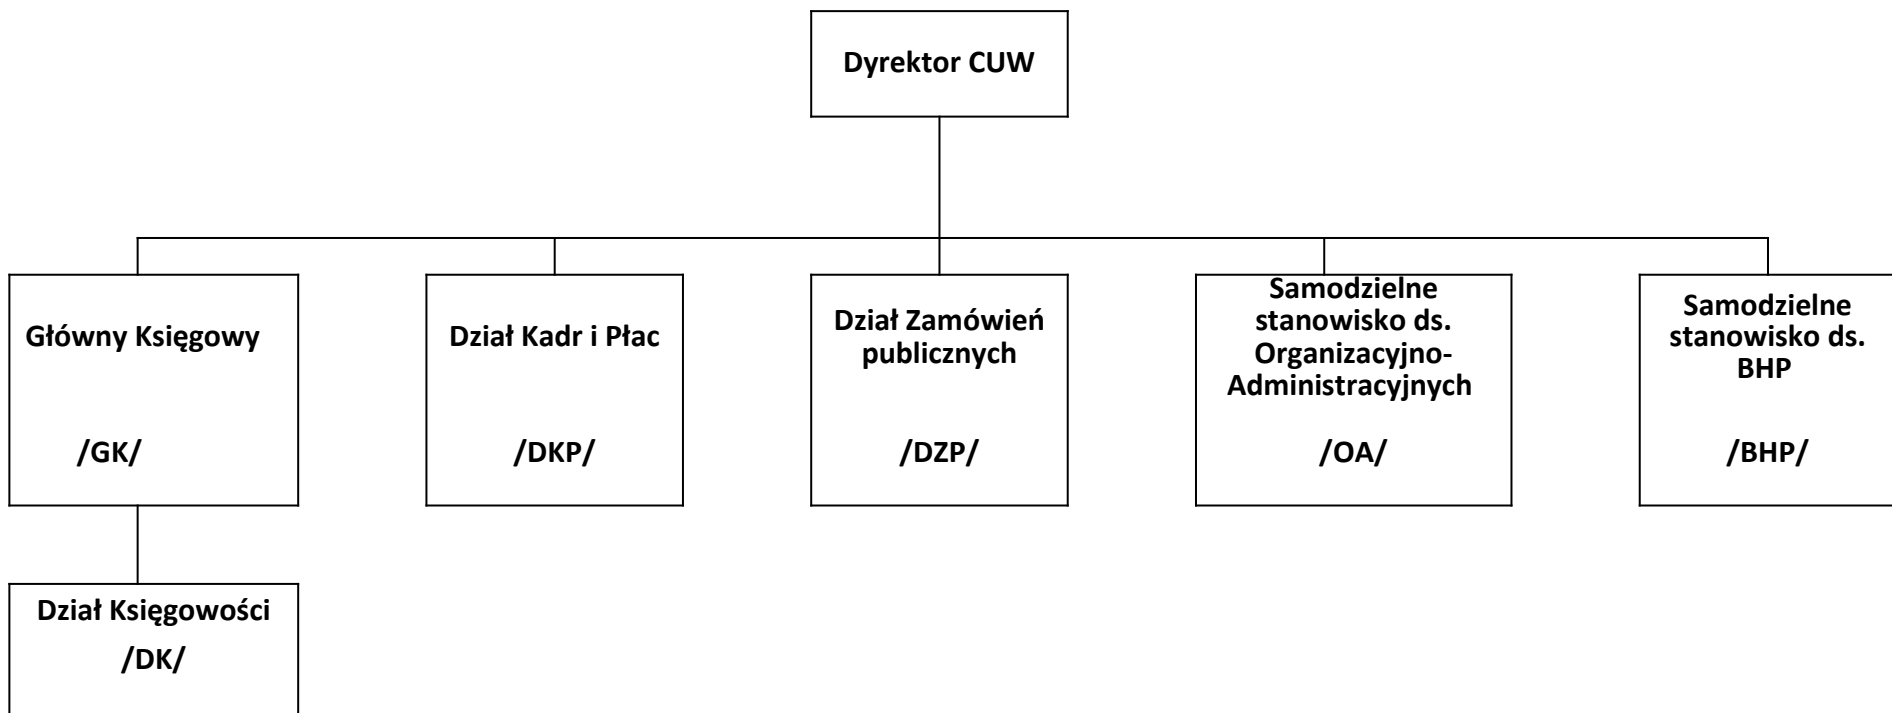 Dyrektor CUW
Główny Księgowy
/GK/
Dział Kadr i Płac
/DKP/
Dział Zamówień
publicznych
/DZP/
Samodzielne
stanowisko ds.
Organizacyjno-
Administracyjnych
/OA/
Samodzielne
stanowisko ds.
BHP
/BHP/
Dział Księgowości
/DK/